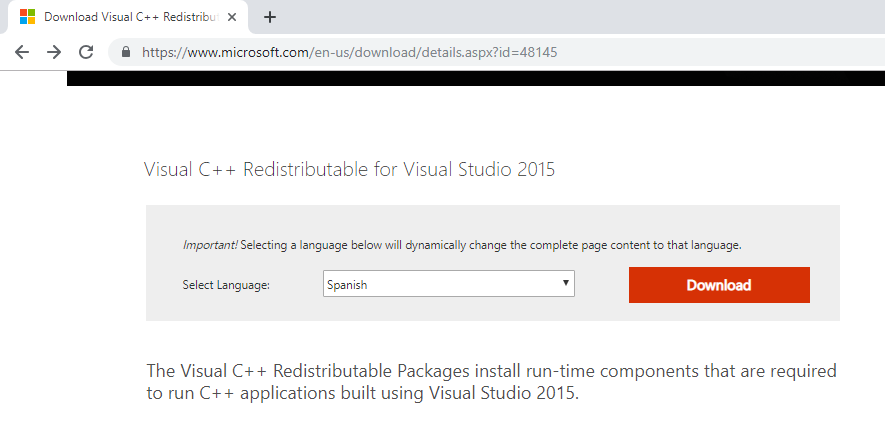 Download Visual C++ Redistribut
https://www.microsoft.com/en-us/download/details.aspx?id=48145
Visual C++ Redistributable for Visual Studio 2015
Important! Selecting a language below will dynamically change the complete page content to that language.
Select Language: Spanish Download
The Visual C++ Redistributable Packages install run-time components that are required
to run C++ applications built using Visual Studio 2015.